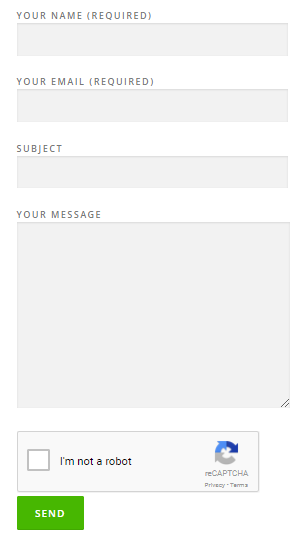 YOUR NAME (REQUIRED)
YOUR EMAIL (REQUIRED)
SUBJECT
YOUR MESSAGE
I'm not a robot
reCAPTCHA
Privacy - Terms
SEND